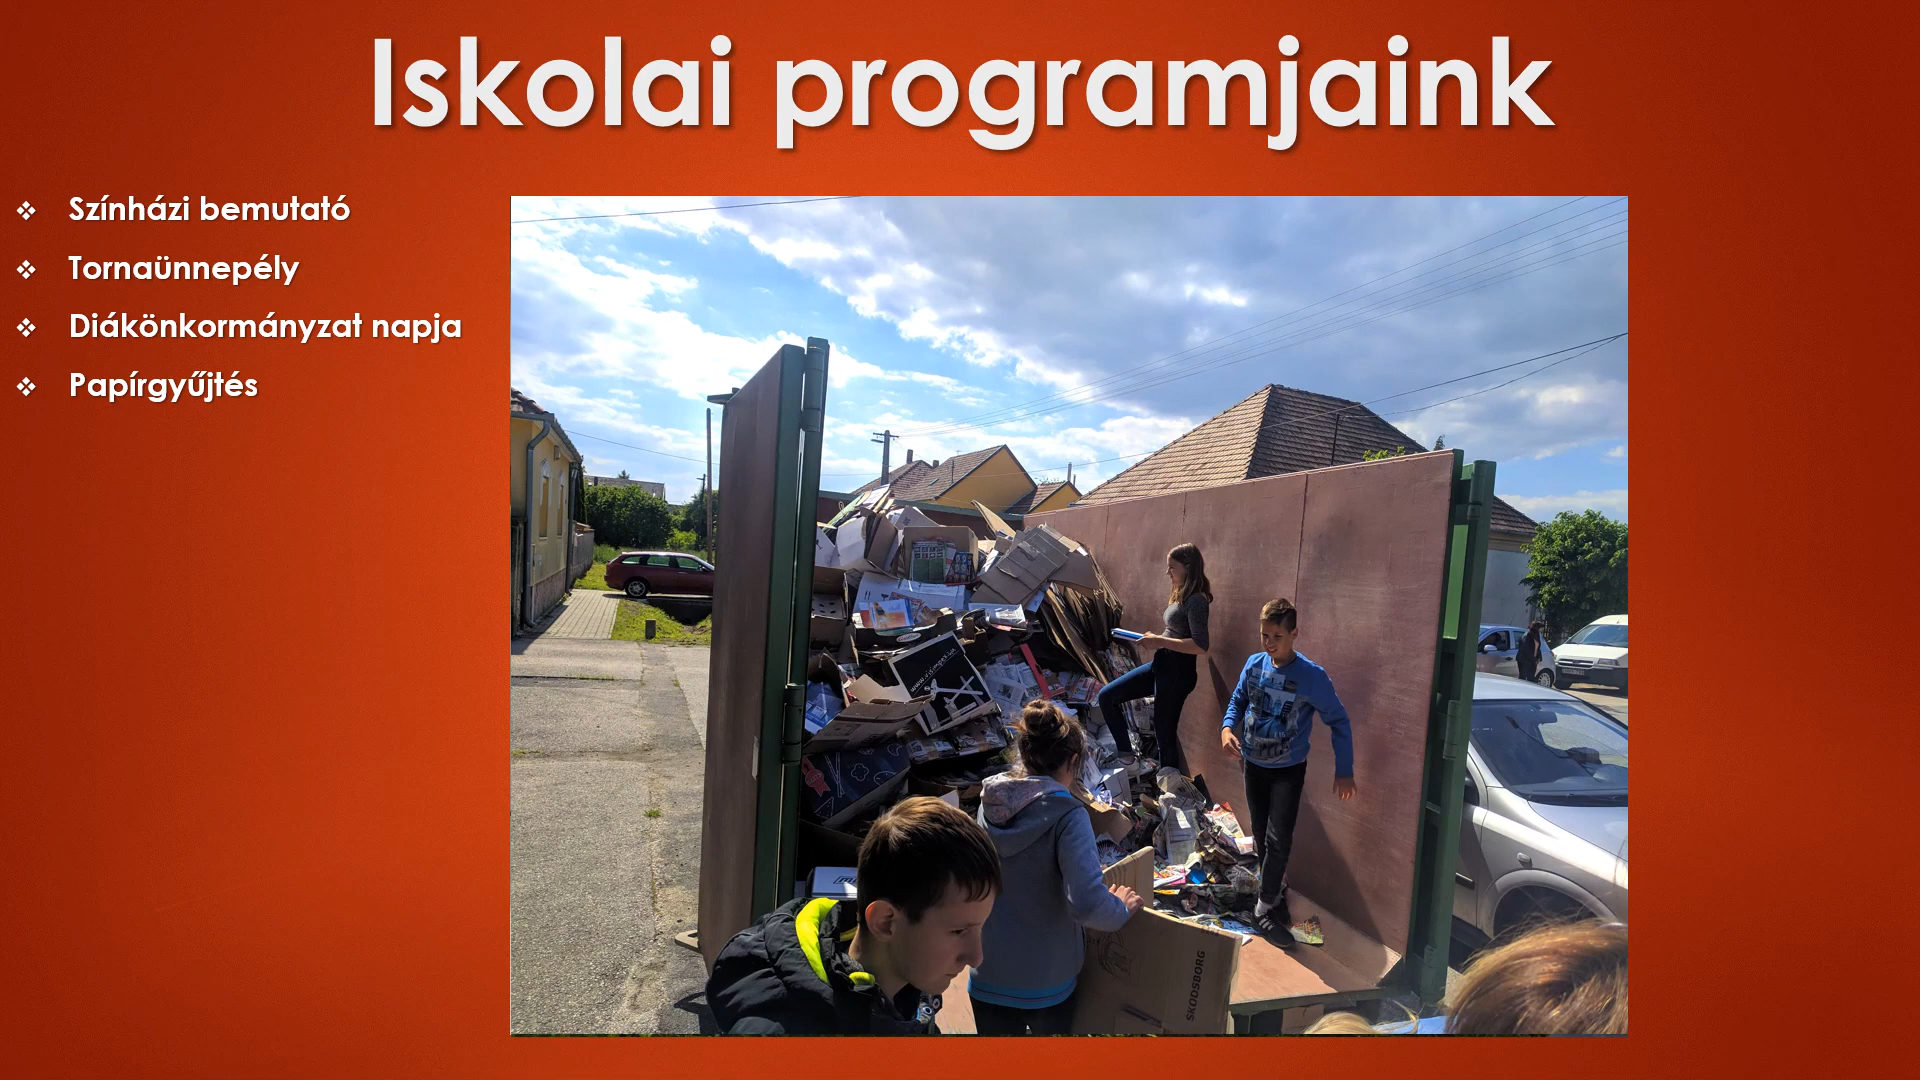 Iskolai programjaink
Színházi bemutató
Tornaünnepély
Diákönkormányzat napja
Papírgyűjtés
SKODSBORG